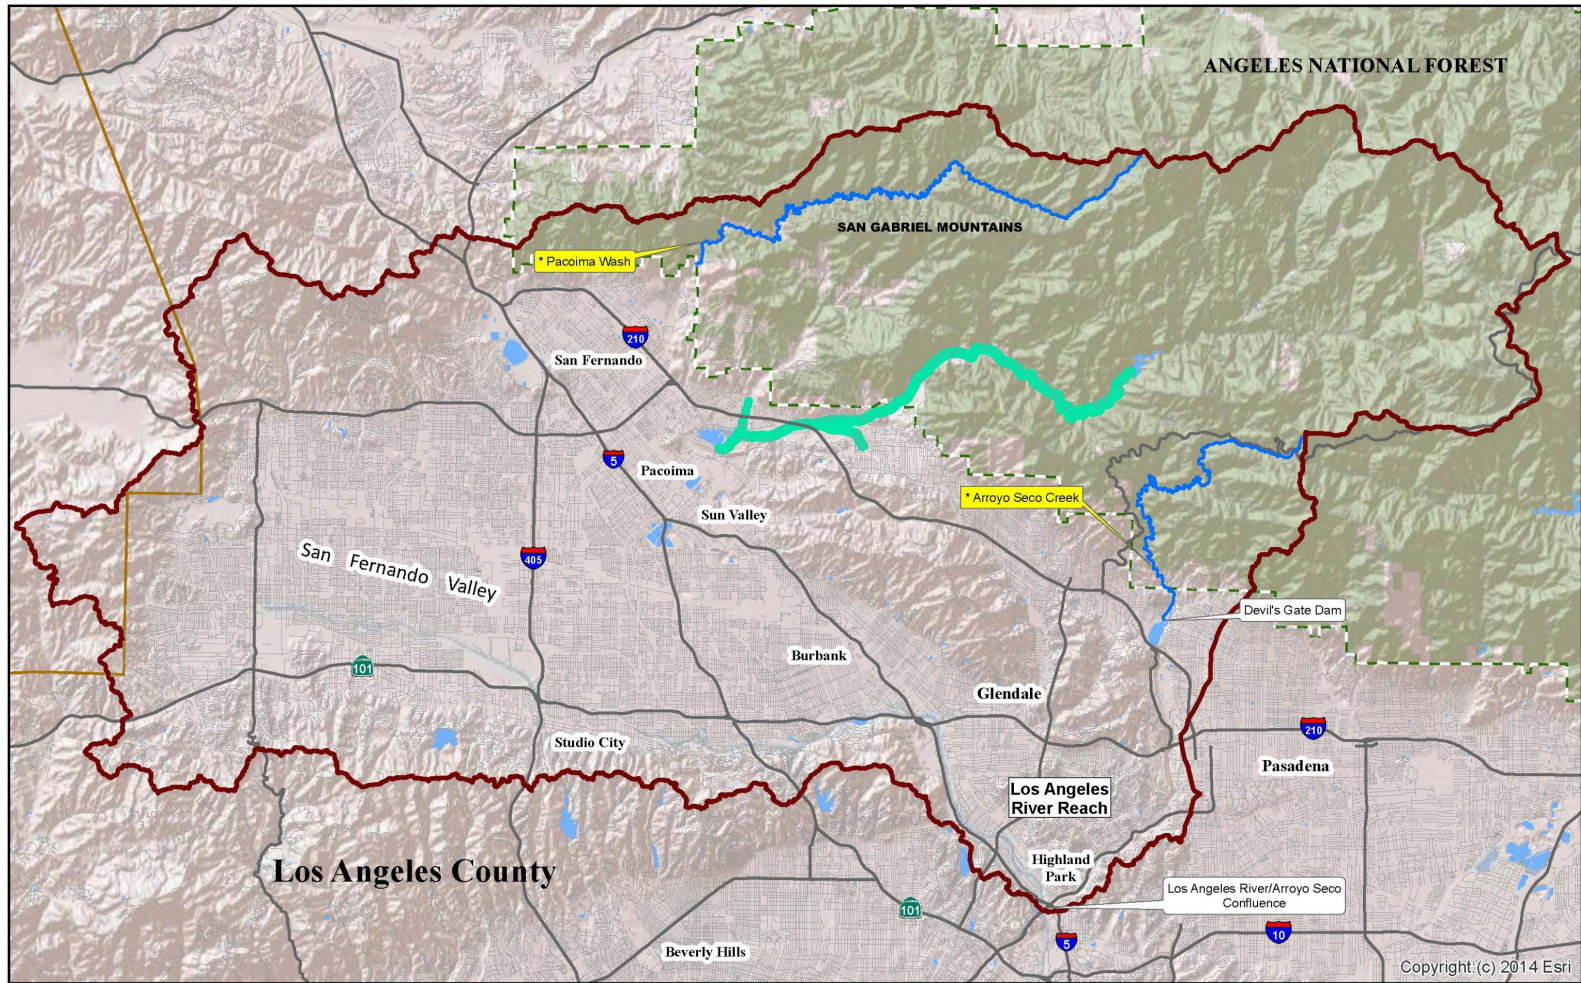 ANGELES NATIONAL FOREST
SAN GABRIEL MOUNTAINS
* Pacoima Wash
210
San Fernando
5
Pacoima
* Arroyo Seco Creek
Sun Valley
San Fernando Valley
405
Devil's Gate Dam
101
Burbank
Glendale
210
Studio City
Pasadena
Los Angeles
River Reach
Los Angeles County
Highland
Park
Los Angeles River/Arroyo Seco
Confluence
101
5
10
Beverly Hills
Copyright:(c) 2014 Esri